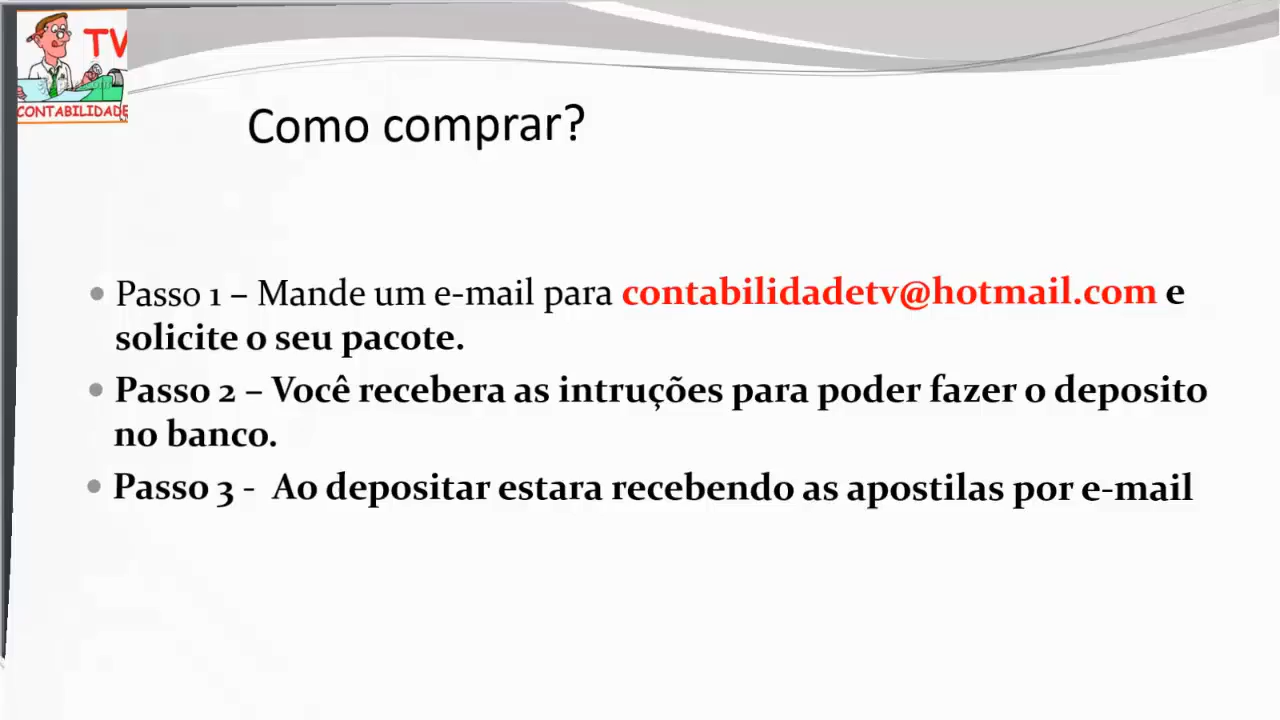 TV
CONTABILIDADE
Como comprar?
Passo 1 – Mande um e-mail para contabilidadetv@hotmail.com e
solicite o seu pacote.
Passo 2 – Você recebera as intruções para poder fazer o deposito
no banco.
Passo 3 - Ao depositar estara recebendo as apostilas por e-mail